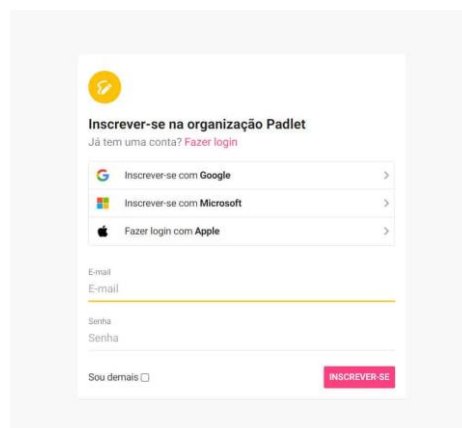 Inscrever-se na organização Padlet
Já tem uma conta? Fazer login
Inscrever-se com Google
Inscrever-se com Microsoft
Fazer login com Apple
E-mail
E-mail
Senha
Senha
Sou demais
INSCREVER-SE